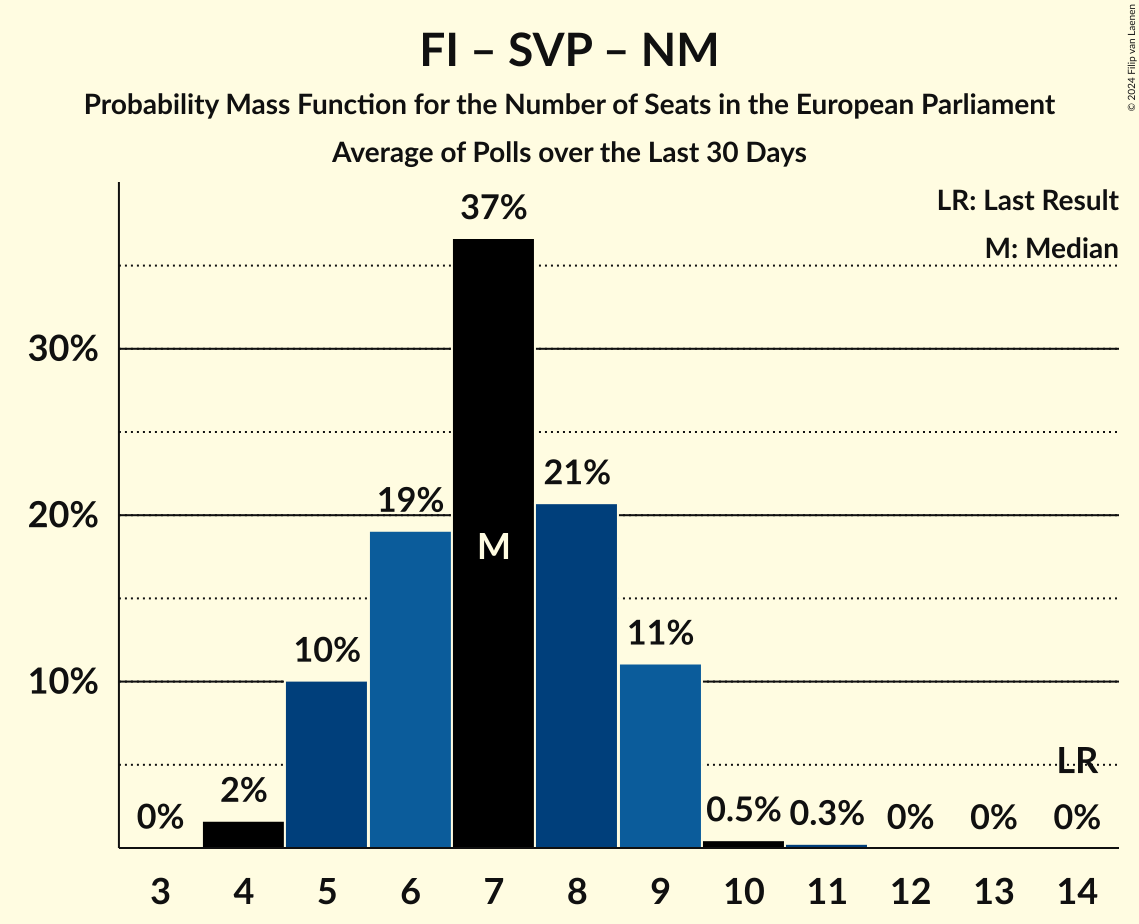 FI – SVP – NM
Probability Mass Function for the Number of Seats in the European Parliament
Average of Polls over the Last 30 Days
© 2024 Filip van Laenen
LR: Last Result
M: Median
37%
30%
21%
19%
20%
M
11%
10%
10%
LR
2%
0%
0.5%
0.3%
0%
0%
0%
3 4 5 6 7 8 9 10 11 12 13 14